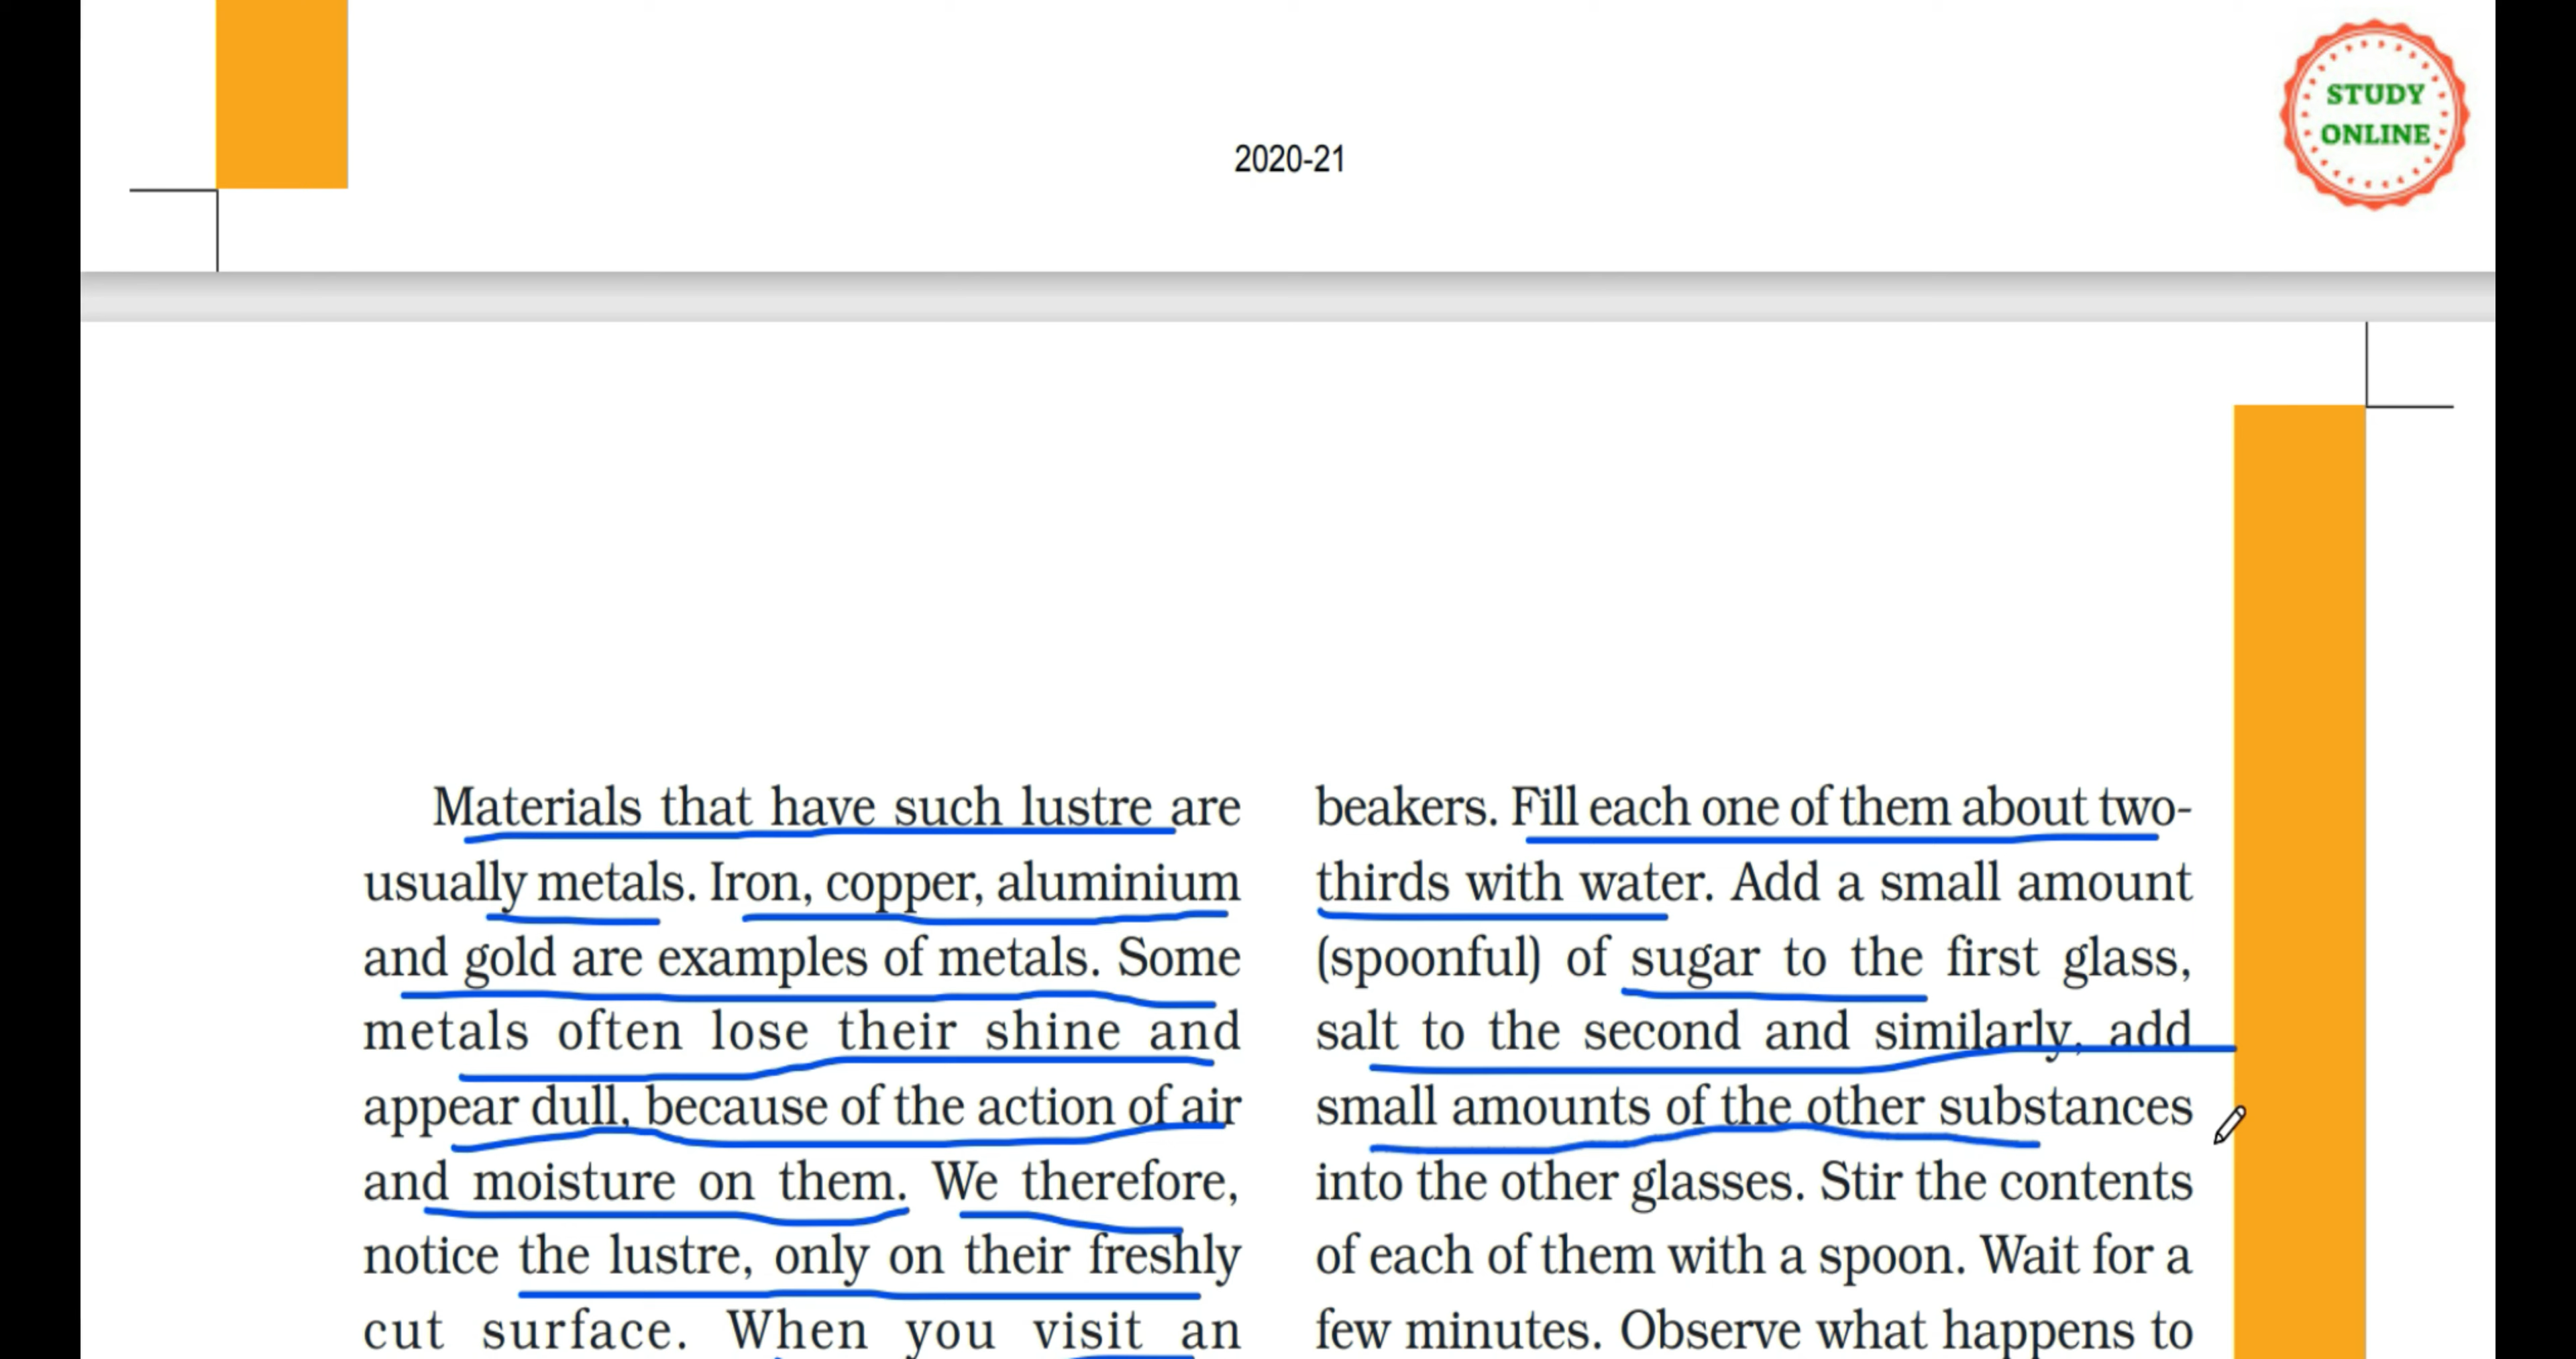 STUDY
ONLINE
2020-21
Materials that have such lustre are
usually metals. Iron, copper, aluminium
and gold are examples of metals. Some
metals often lose their shine and
appear dull, because of the action of air
and moisture on them. We therefore,
notice the lustre, only on their freshly
cut surface. When you visit an
beakers. Fill each one of them about two-
thirds with water. Add a small amount
(spoonful) of sugar to the first glass,
salt to the second and similarly, add
small amounts of the other substances
into the other glasses. Stir the contents
of each of them with a spoon. Wait for a
few minutes. Observe what happens to